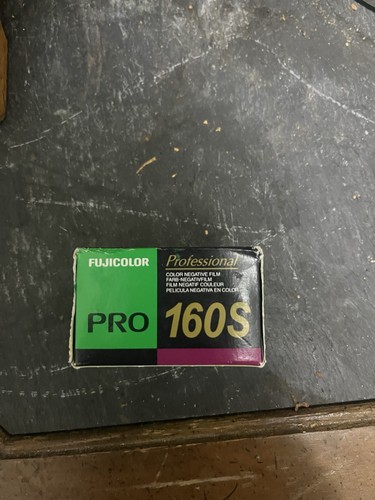 FUJICOLOR
PRO
Professional
COLOR NEGATIVE FILM
FARB-NEGATIVFILM
FILM NEGATIF COULEUR
PELICULA NEGATIVA EN COLOR
160S